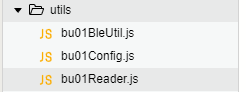 utils
JS bu01BleUtil.js
JS bu01Config.js
JS bu01Reader.js